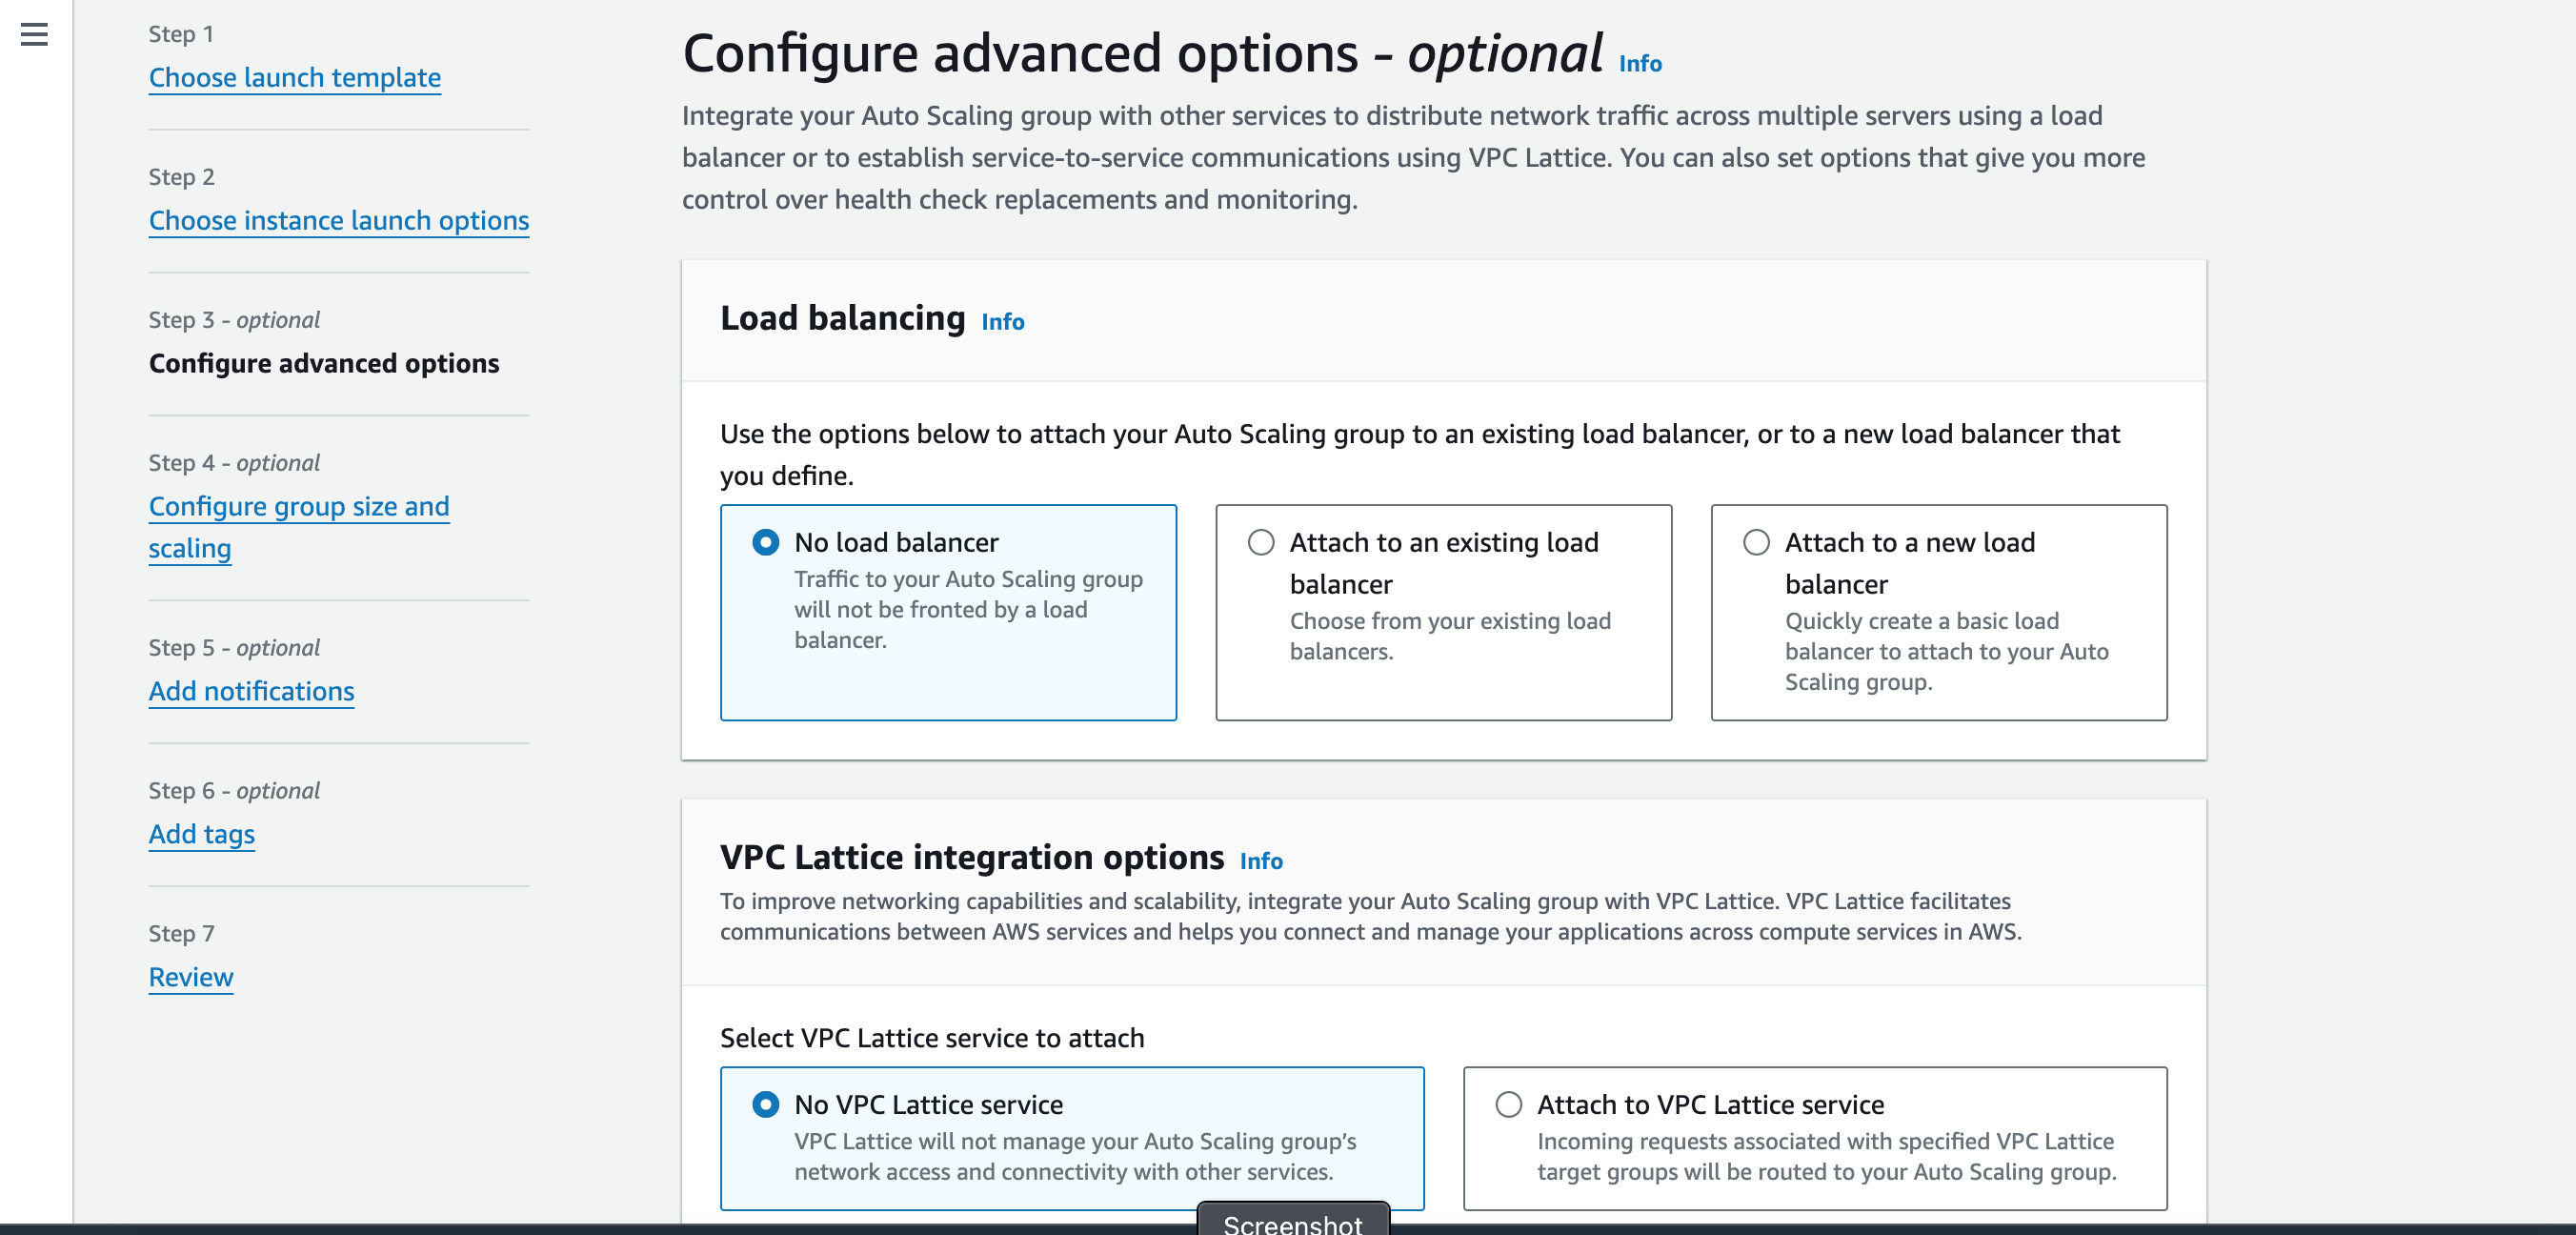 Step 1
Choose launch template
Step 2
Choose instance launch options
Step 3 - optional
Configure advanced options
Step 4 - optional
Configure group size and
scaling
Step 5 - optional
Add notifications
Step 6 - optional
Add tags
Step 7
Review
Configure advanced options - optional Info
Integrate your Auto Scaling group with other services to distribute network traffic across multiple servers using a load
balancer or to establish service-to-service communications using VPC Lattice. You can also set options that give you more
control over health check replacements and monitoring.
Load balancing Info
Use the options below to attach your Auto Scaling group to an existing load balancer, or to a new load balancer that
you define.
No load balancer
Traffic to your Auto Scaling group
will not be fronted by a load
balancer.
Attach to an existing load
balancer
Choose from your existing load
balancers.
Attach to a new load
balancer
Quickly create a basic load
balancer to attach to your Auto
Scaling group.
VPC Lattice integration options Info
To improve networking capabilities and scalability, integrate your Auto Scaling group with VPC Lattice. VPC Lattice facilitates
communications between AWS services and helps you connect and manage your applications across compute services in AWS.
Select VPC Lattice service to attach
No VPC Lattice service
VPC Lattice will not manage your Auto Scaling group's
network access and connectivity with other services.
Attach to VPC Lattice service
Incoming requests associated with specified VPC Lattice
target groups will be routed to your Auto Scaling group.
Screenshot